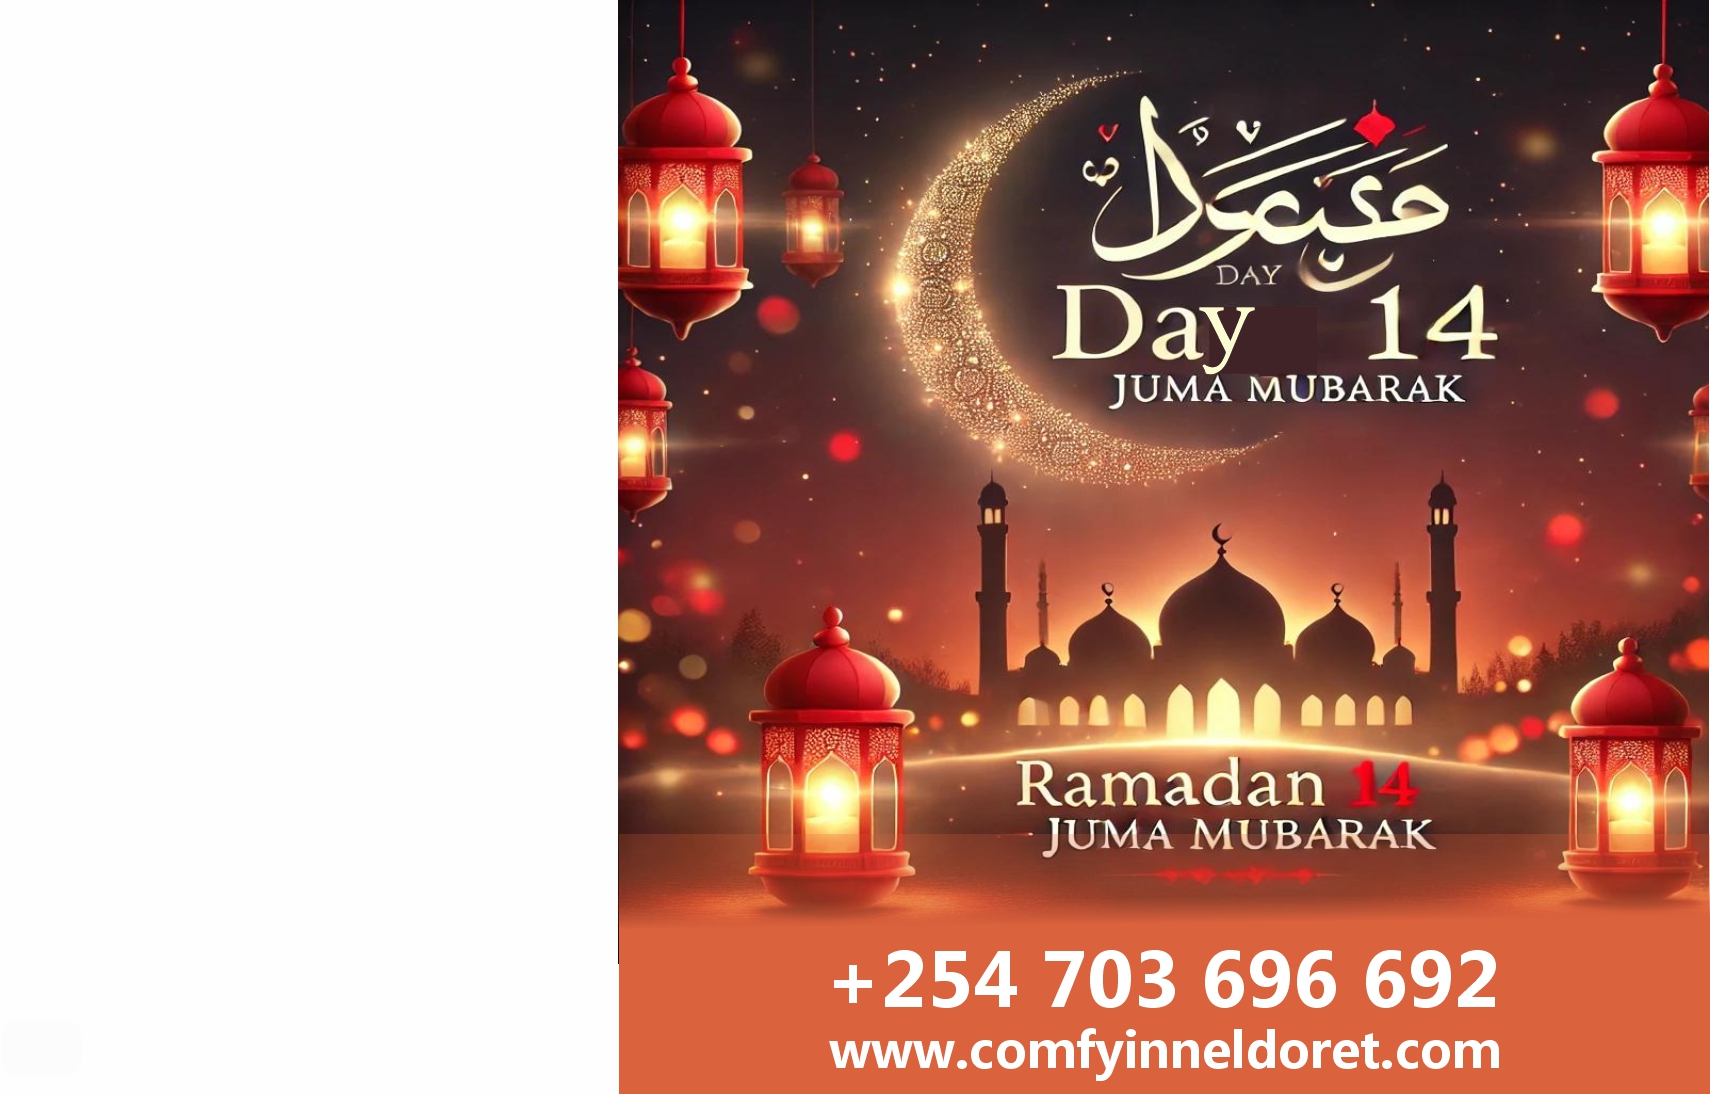 DAY
Day 14
JUMA MUBARAK
Ramadan 14
JUMA MUBARAK
+254 703 696 692
www.comfyinneldoret.com